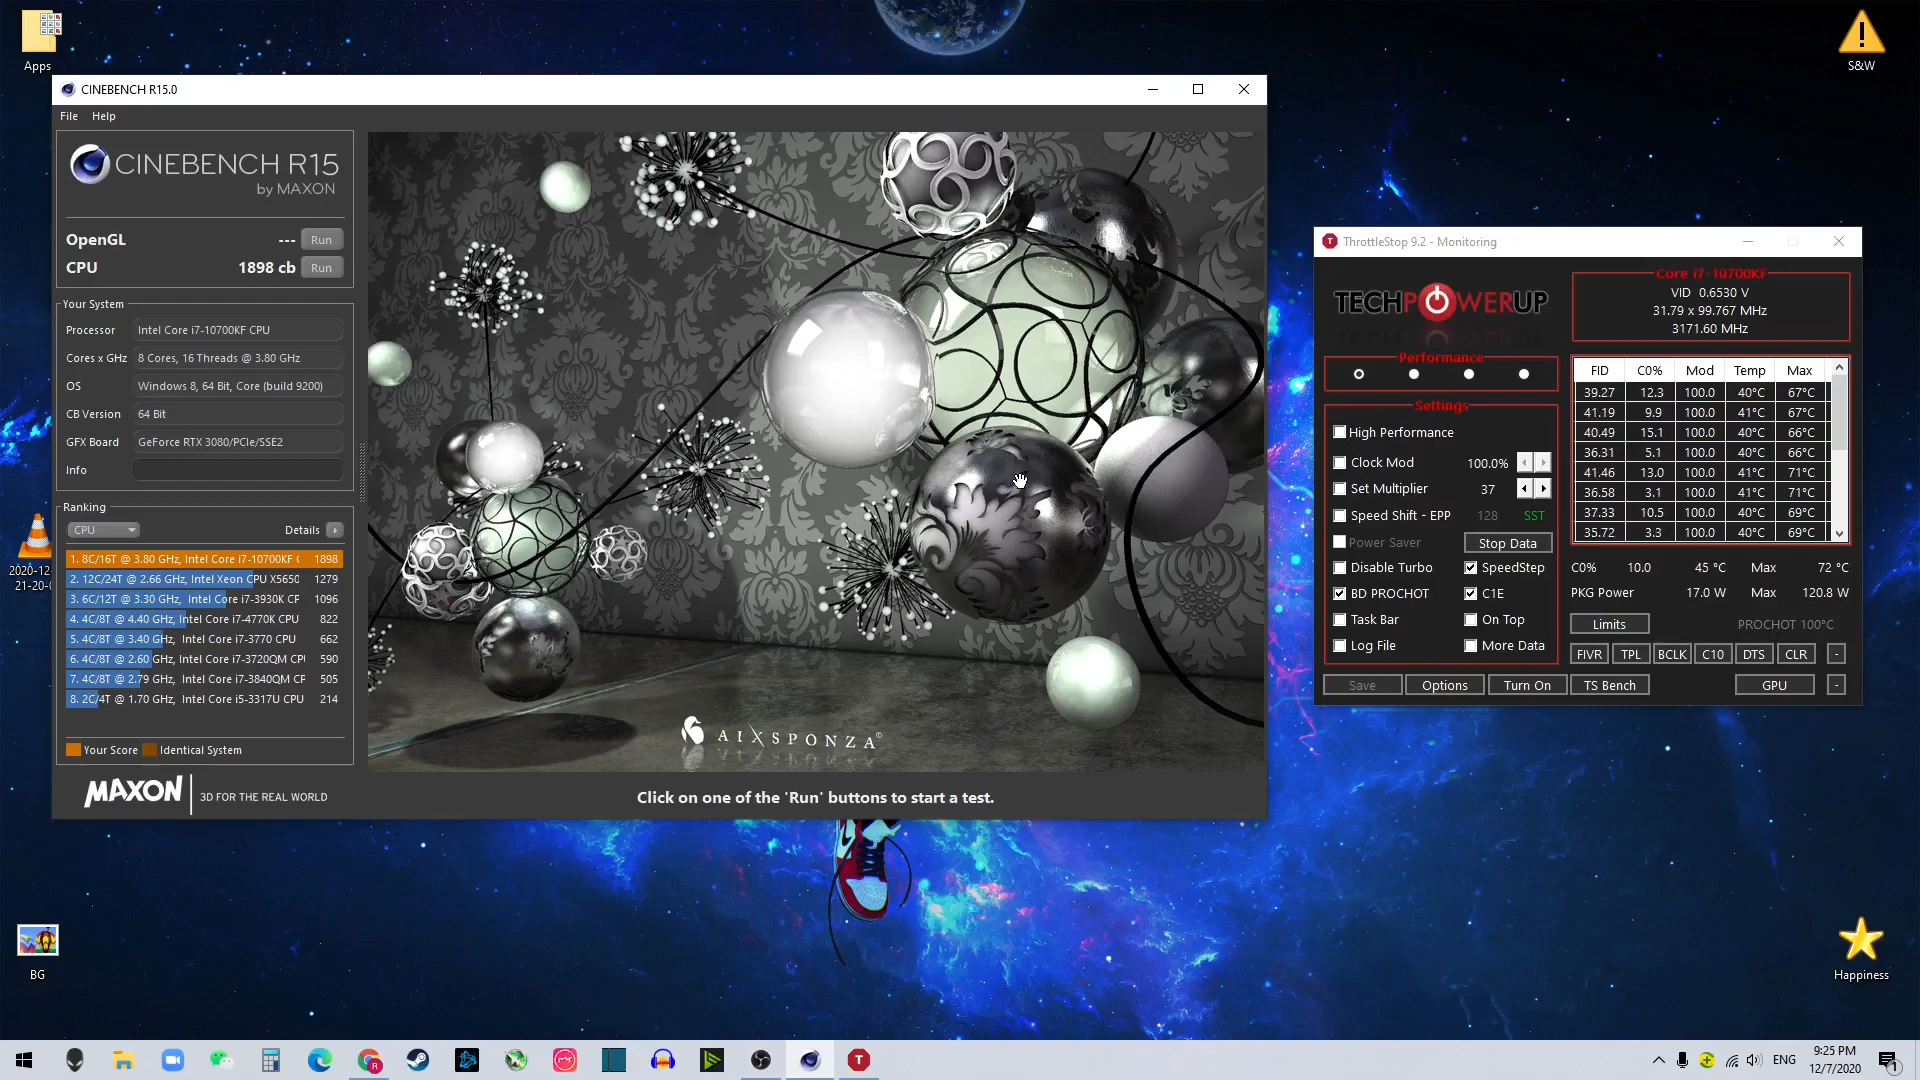 Apps
S&W
CINEBENCH R15.0
File Help
CINEBENCH R15
by MAXON
OpenGL --- Run
CPU 1898 cb Run
Your System
Processor Intel Core i7-10700KF CPU
Cores x GHz 8 Cores, 16 Threads @ 3.80 GHz
OS Windows 8, 64 Bit, Core (build 9200)
CB Version 64 Bit
GFX Board GeForce RTX 3080/PCIe/SSE2
Info
Ranking
CPU Details
1. 8C/16T @ 3.80 GHz, Intel Core i7-10700KF C 1898
2. 12C/24T @ 2.66 GHz, Intel Xeon CPU X5650 1279
3. 6C/12T @ 3.30 GHz, Intel Core i7-3930K CP 1096
4. 4C/8T @ 4.40 GHz, Intel Core i7-4770K CPU 822
5. 4C/8T @ 3.40 GHz, Intel Core i7-3770 CPU 662
6. 4C/8T @ 2.60 GHz, Intel Core i7-3720QM CPU 590
7. 4C/8T @ 2.79 GHz, Intel Core i7-3840QM CP 505
8. 2C/4T @ 1.70 GHz, Intel Core i5-3317U CPU 214
Your Score Identical System
MAXON 3D FOR THE REAL WORLD
AIXSPONZA®
Click on one of the 'Run' buttons to start a test.
2020-12-
21-20-0
BG
T ThrottleStop 9.2 - Monitoring
TECHPOWERUP
Core i7-10700KF
VID 0.6530 V
31.79 x 99.767 MHz
3171.60 MHz
Performance
Settings
High Performance
Clock Mod 100.0%
Set Multiplier 37
Speed Shift - EPP 128 SST
Power Saver Stop Data
Disable Turbo SpeedStep
BD PROCHOT C1E
Task Bar On Top
Log File More Data
FID C0% Mod Temp Max
39.27 12.3 100.0 40°C 67°C
41.19 9.9 100.0 41°C 67°C
40.49 15.1 100.0 40°C 66°C
36.31 5.1 100.0 40°C 66°C
41.46 13.0 100.0 41°C 71°C
36.58 3.1 100.0 41°C 71°C
37.33 10.5 100.0 40°C 69°C
35.72 3.3 100.0 40°C 69°C
C0% 10.0 45 °C Max 72 °C
PKG Power 17.0 W Max 120.8 W
Limits PROCHOT 100°C
FIVR TPL BCLK C10 DTS CLR -
Save Options Turn On TS Bench GPU -
Happiness
R T ENG 9:25 PM
12/7/2020 1